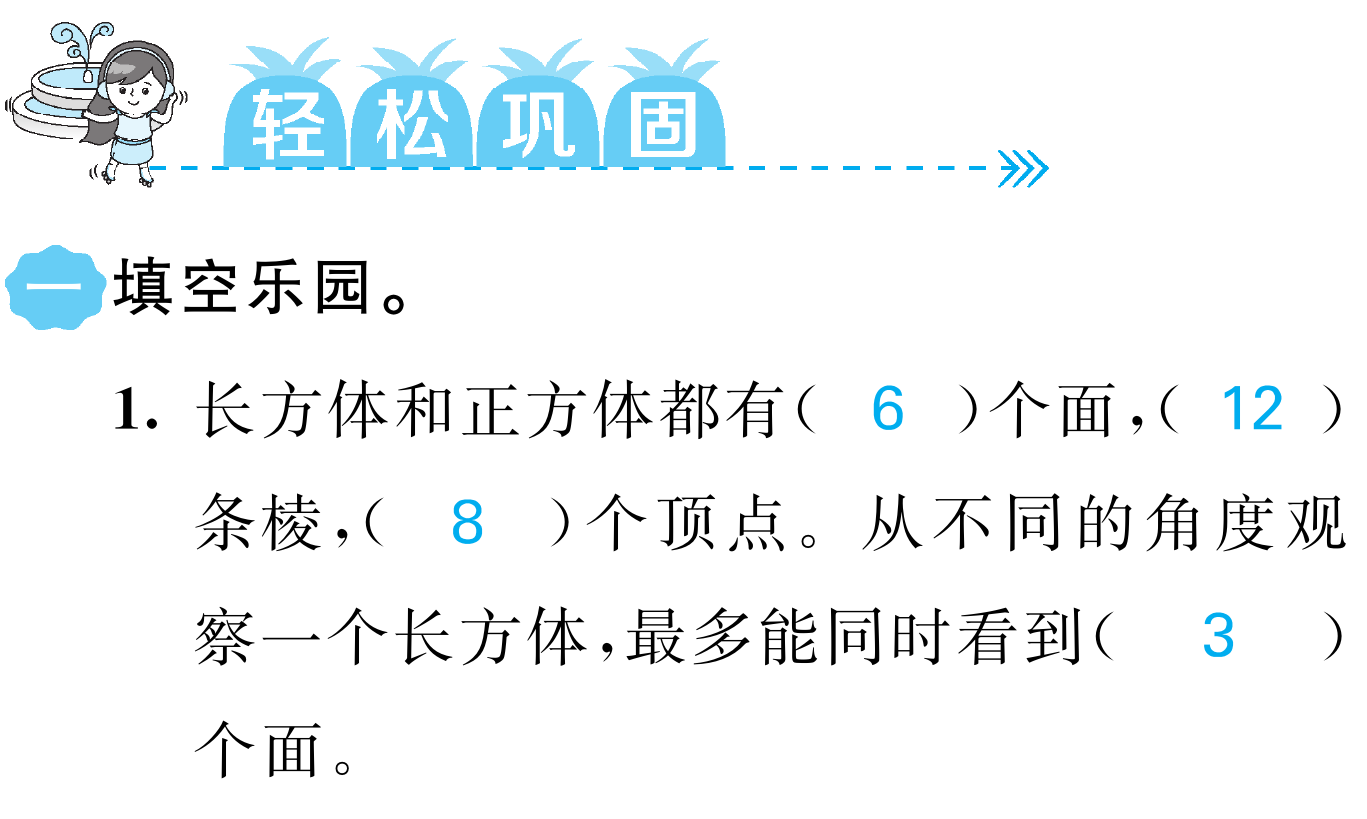 轻松巩固
一 填空乐园。
1. 长方体和正方体都有( 6 )个面,( 12 )
条棱,( 8 )个顶点。从不同的角度观
察一个长方体,最多能同时看到( 3 )
个面。